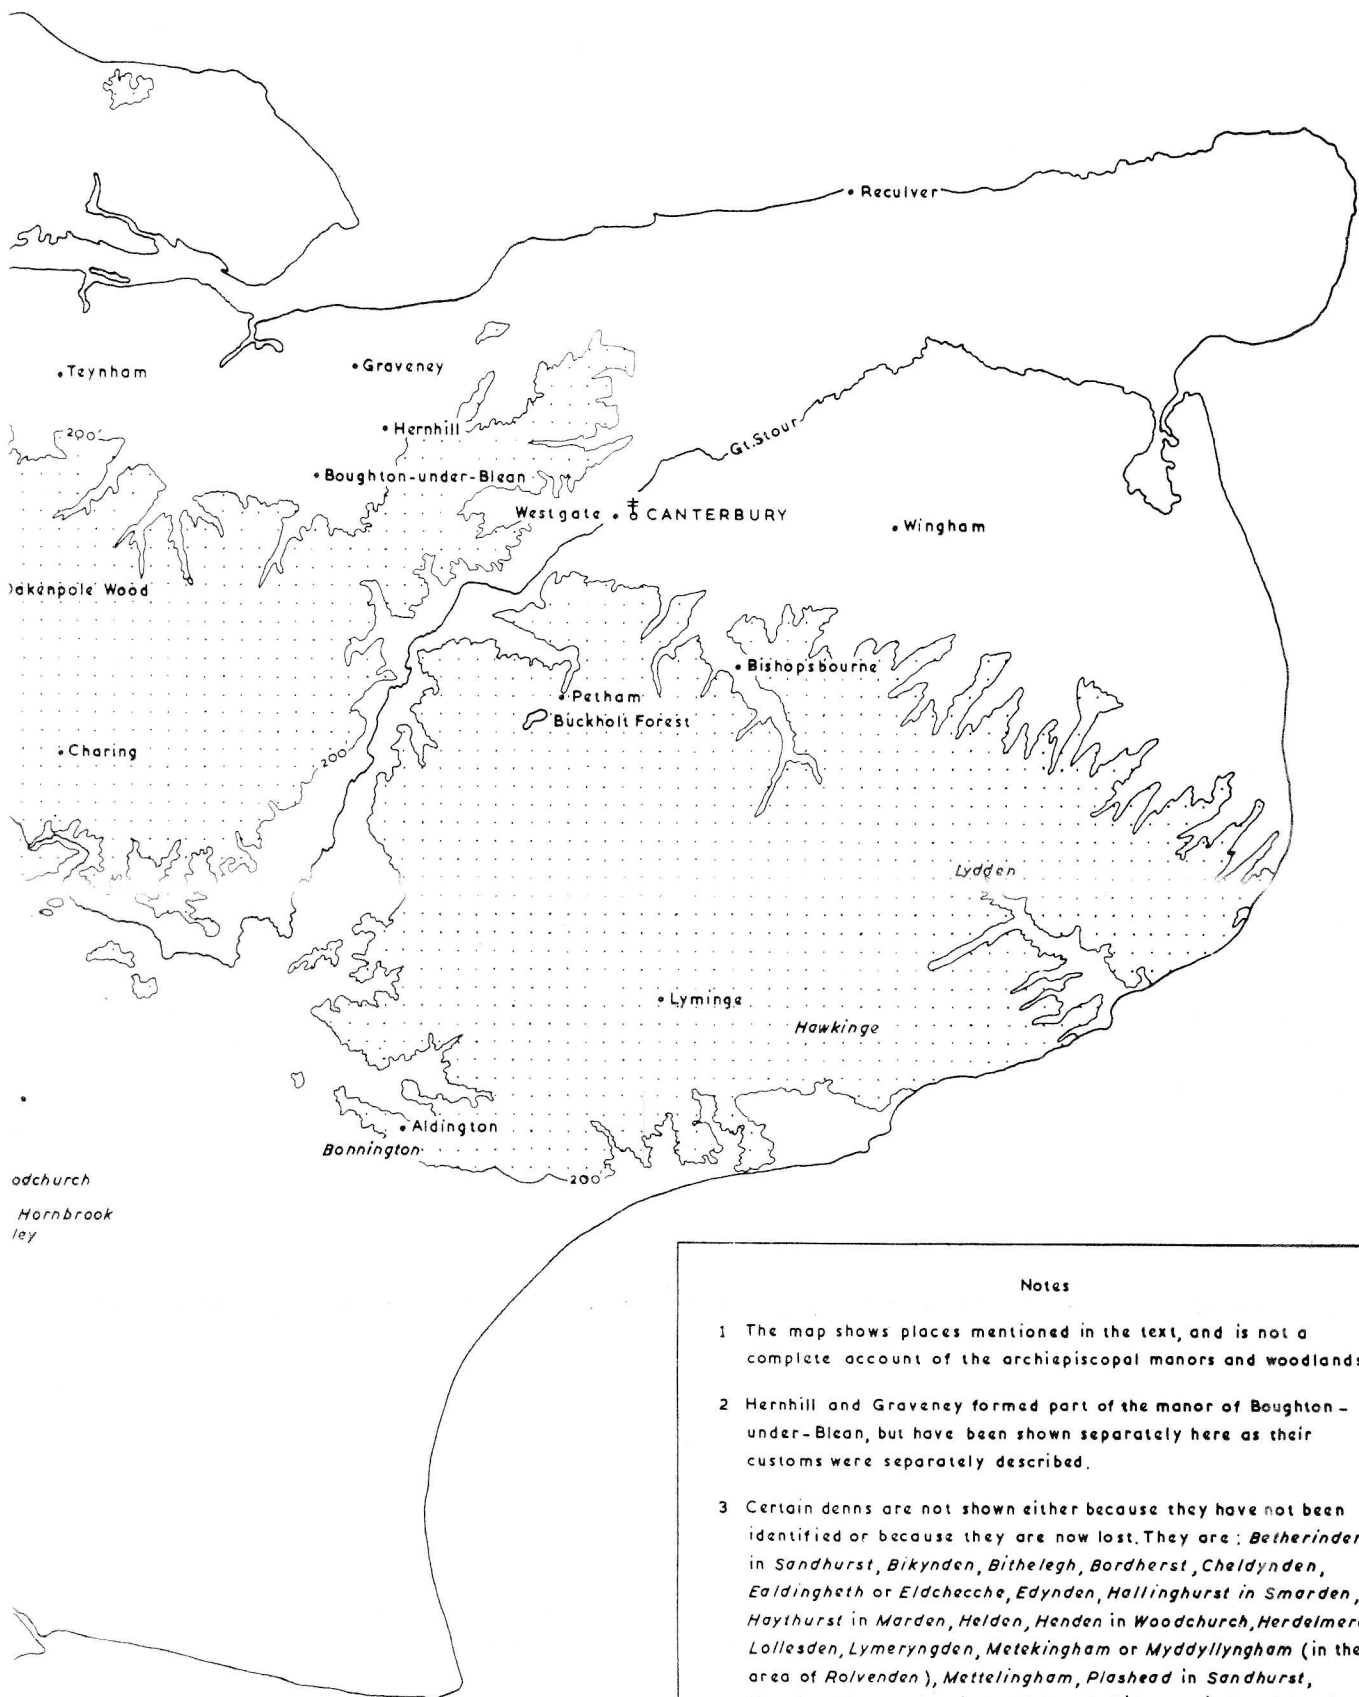 Reculver
Teynham
Graveney
200'
Hernhill
Gt. Stour
Boughton-under-Blean
Westgate
CANTERBURY
Wingham
Oakenpole Wood
Bishopsbourne
Petham
Buckholt Forest
Charing
200'
Lydden
Lyminge
Hawkinge
Aldington
Bonnington
200'
odchurch
Hornbrook
ley
Notes
1 The map shows places mentioned in the text, and is not a
complete account of the archiepiscopal manors and woodlands
2 Hernhill and Graveney formed part of the manor of Boughton-
under-Blean, but have been shown separately here as their
customs were separately described.
3 Certain denns are not shown either because they have not been
identified or because they are now lost. They are : Betherinden
in Sandhurst, Bikynden, Bithelegh, Bordherst, Cheldynden,
Ealdingheth or Eldchecche, Edynden, Hallinghurst in Smarden,
Haythurst in Marden, Helden, Henden in Woodchurch, Herdelmere
Lollesden, Lymeryngden, Metekingham or Myddyllyngham (in the
area of Rolvenden), Mettelingham, Plashead in Sandhurst,